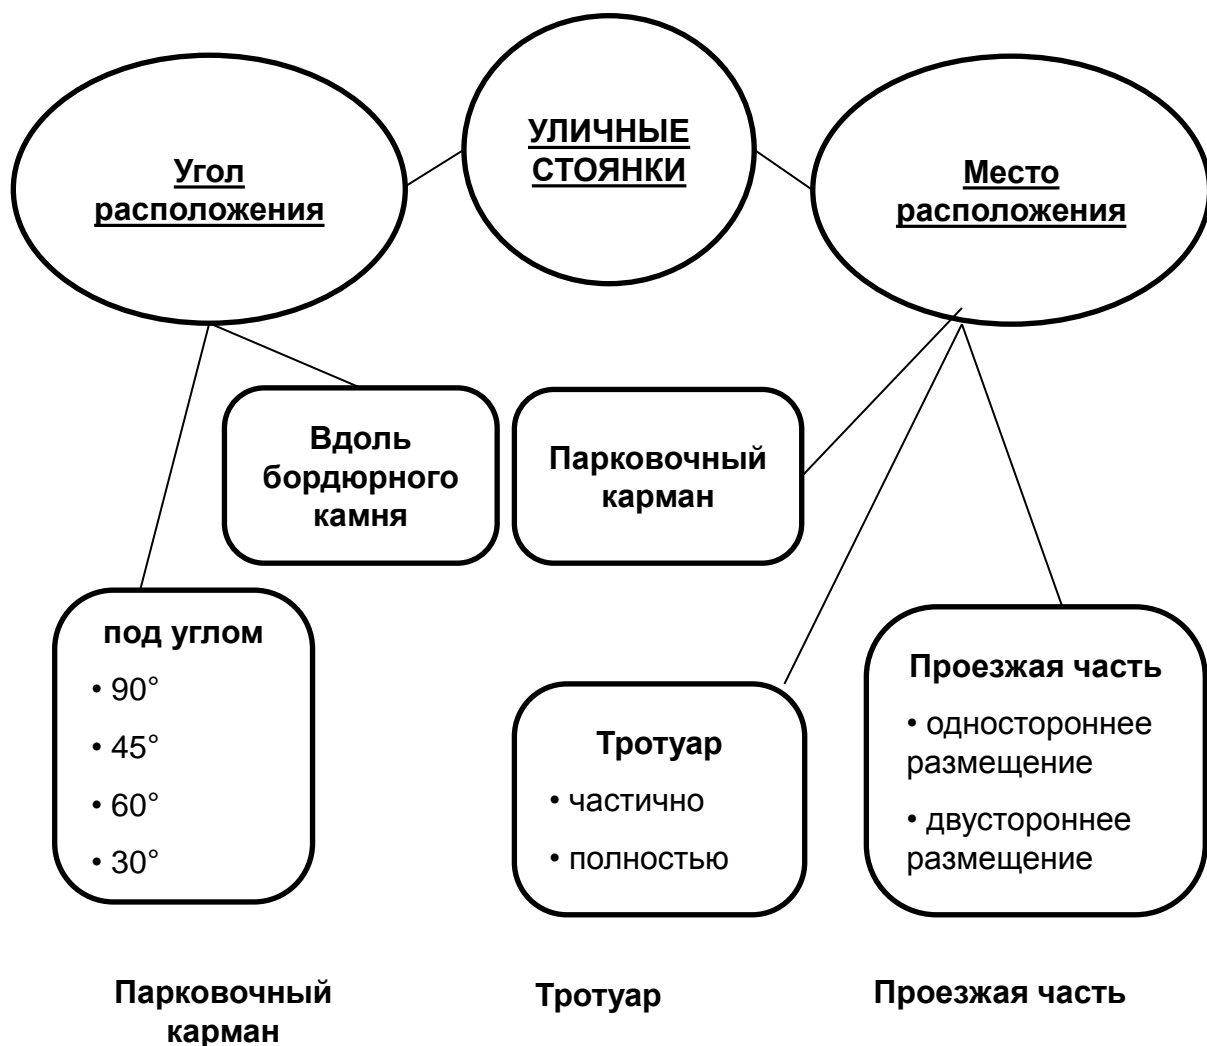 УЛИЧНЫЕ
СТОЯНКИ
Угол
расположения
Место
расположения
Вдоль
бордюрного
камня
Парковочный
карман
под углом
• 90°
• 45°
• 60°
• 30°
Тротуар
• частично
• полностью
Проезжая часть
• одностороннее
размещение
• двустороннее
размещение
Парковочный
карман
Тротуар
Проезжая часть